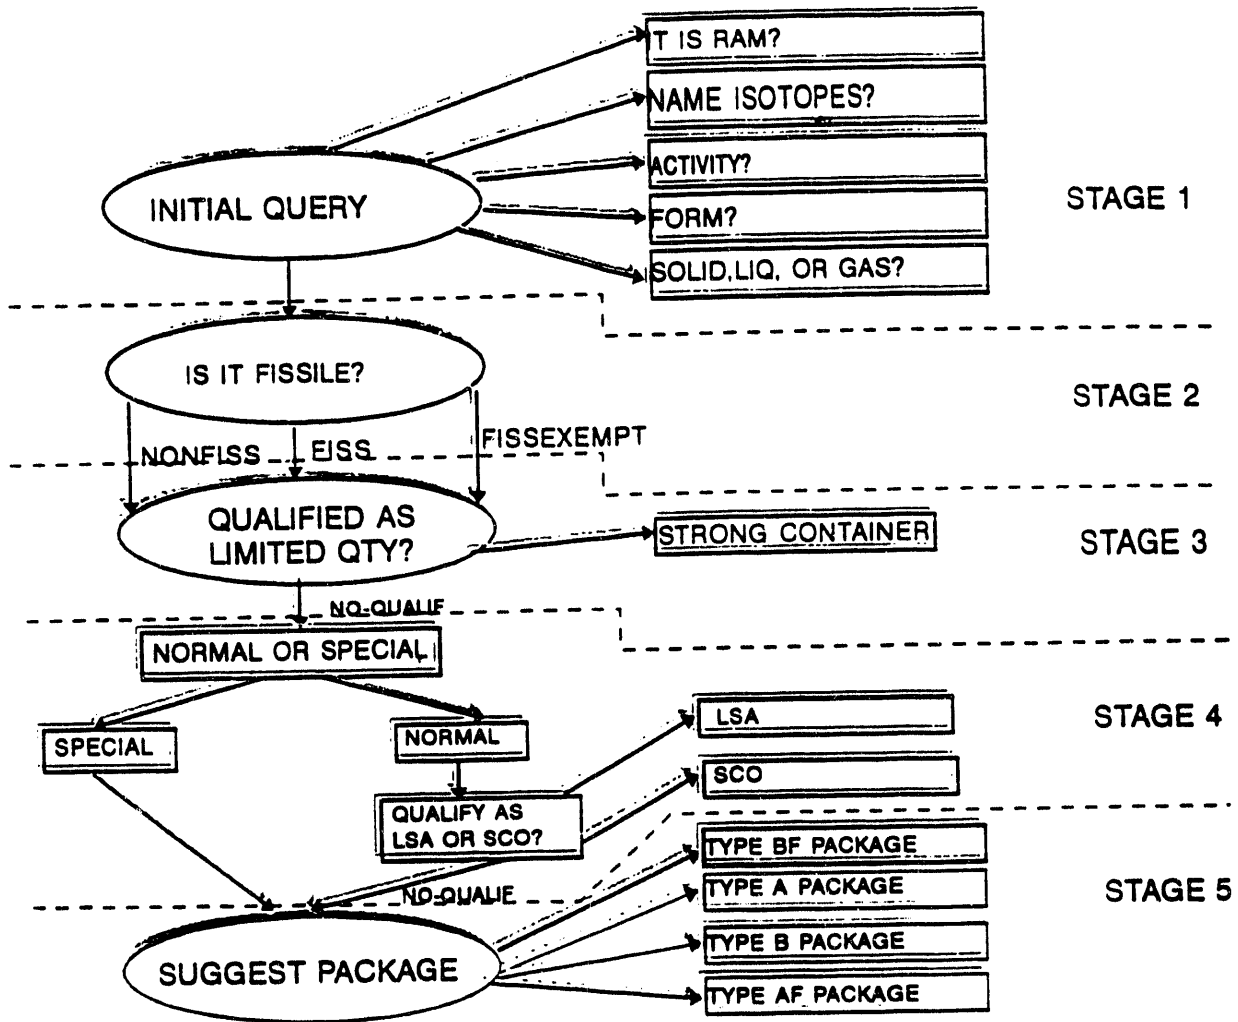 IT IS RAM?
NAME ISOTOPES?
ACTIVITY?
INITIAL QUERY
STAGE 1
FORM?
SOLID,LIQ, OR GAS?
IS IT FISSILE?
STAGE 2
NONFISS
FISS
FISSEXEMPT
QUALIFIED AS
LIMITED QTY?
STRONG CONTAINER
STAGE 3
NO-QUALIF
NORMAL OR SPECIAL
SPECIAL
NORMAL
LSA
STAGE 4
SCO
QUALIFY AS
LSA OR SCO?
TYPE BF PACKAGE
TYPE A PACKAGE
STAGE 5
NO-QUALIF
TYPE B PACKAGE
SUGGEST PACKAGE
TYPE AF PACKAGE